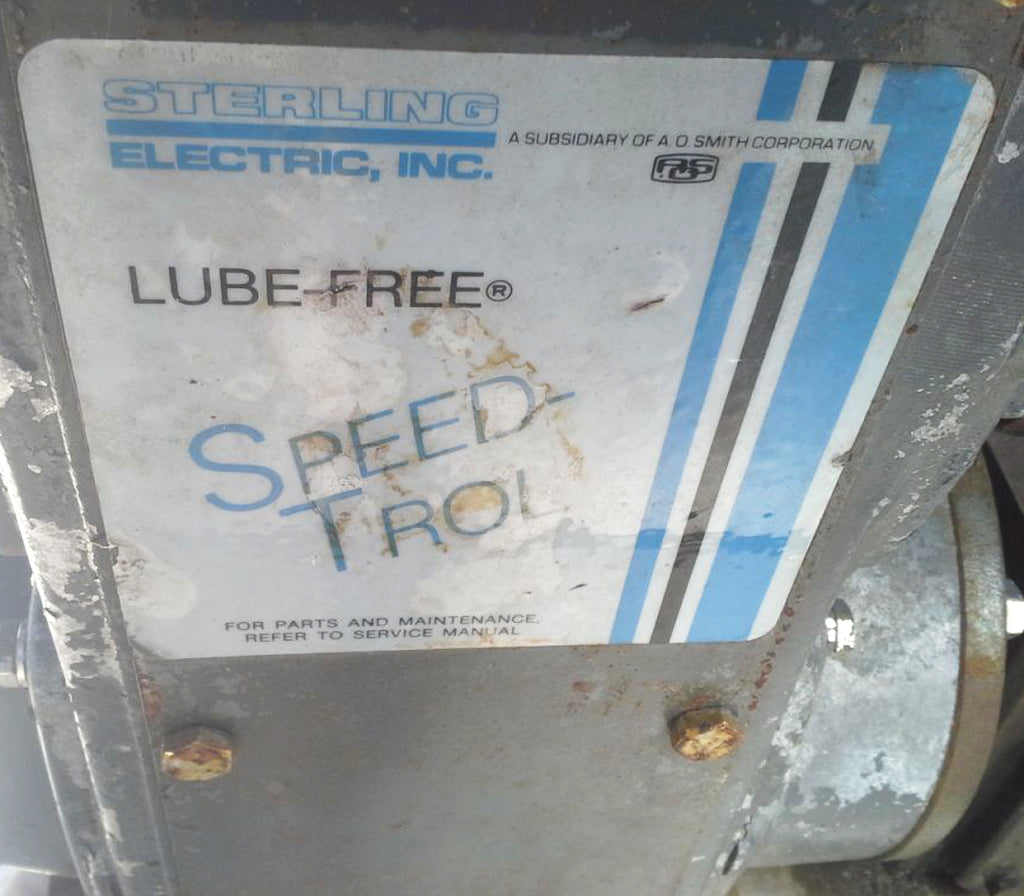 STERLING
ELECTRIC, INC.
A SUBSIDIARY OF A. O. SMITH CORPORATION
AOS
LUBE-FREE®
SPEED-
TROL
FOR PARTS AND MAINTENANCE,
REFER TO SERVICE MANUAL